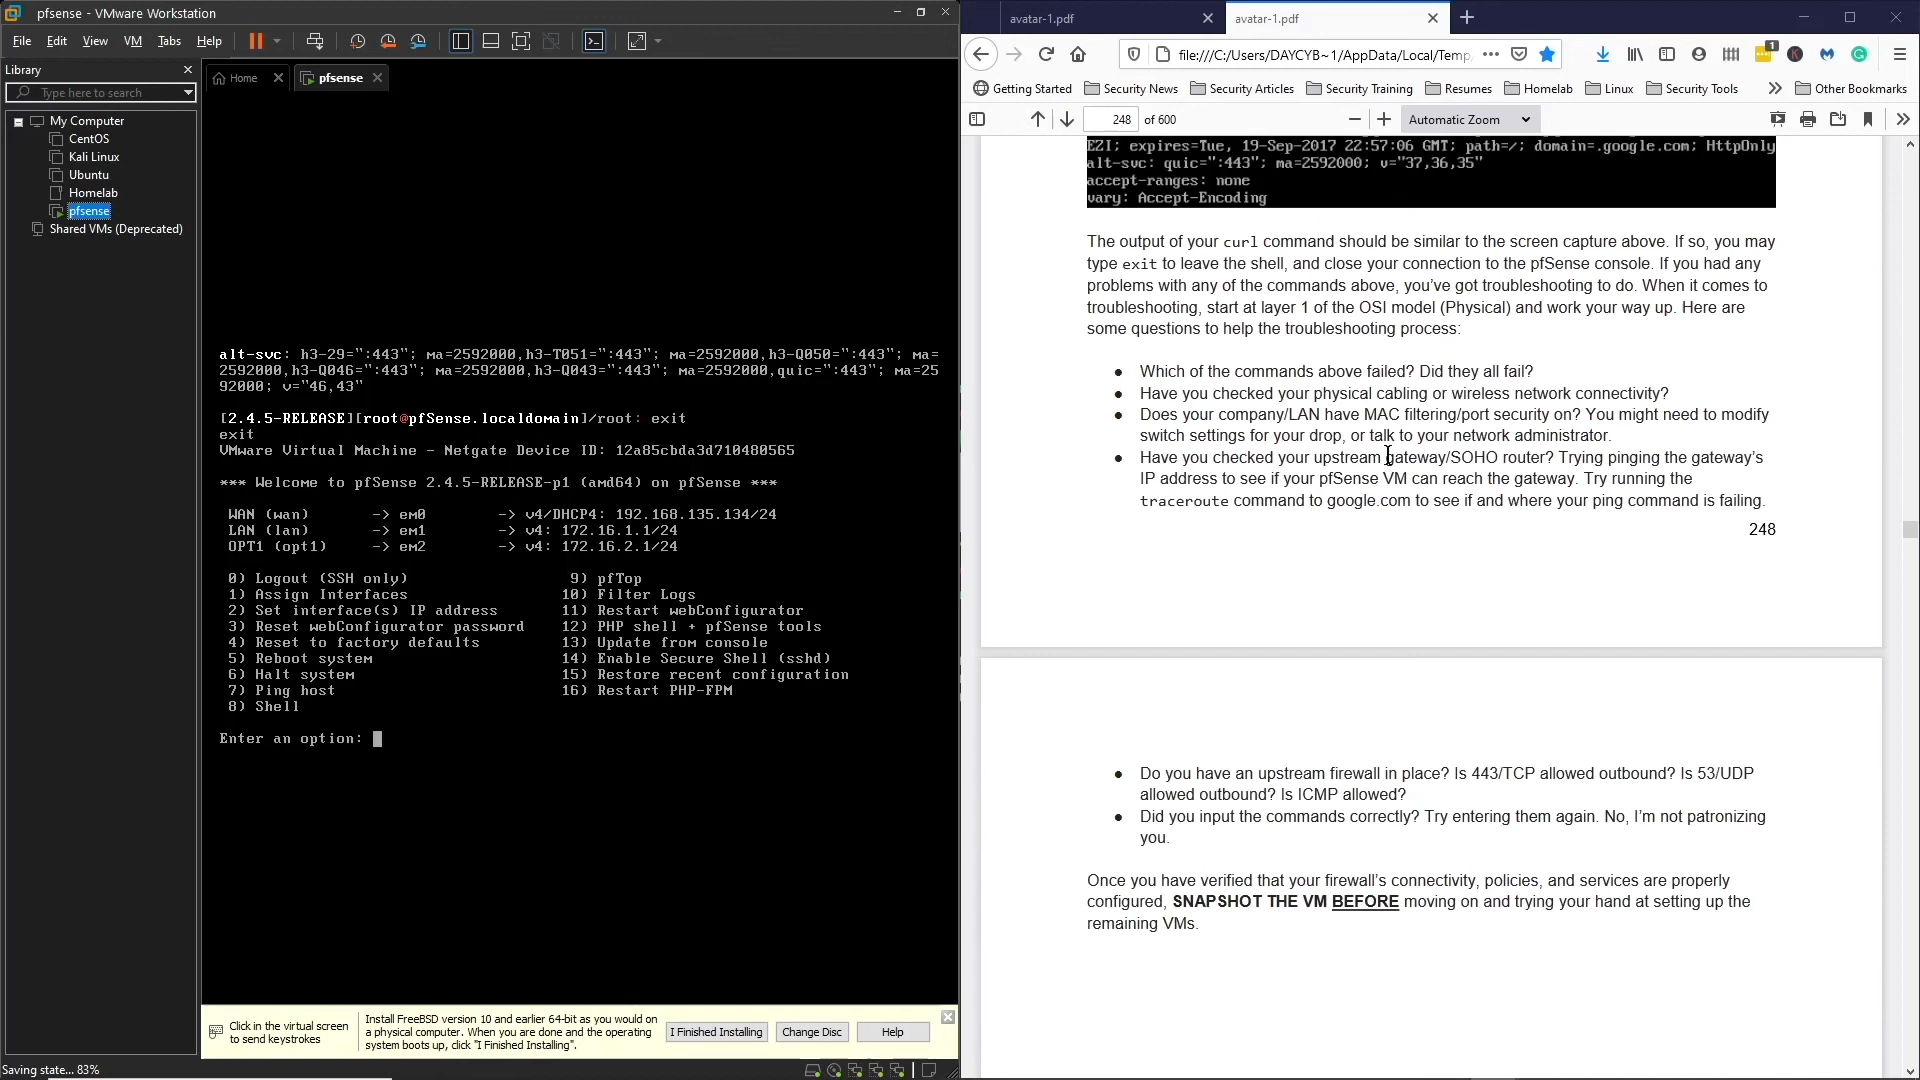 pfsense - VMware Workstation
File Edit View VM Tabs Help
Library
Type here to search
My Computer
CentOS
Kali Linux
Ubuntu
Homelab
pfsense
Shared VMs (Deprecated)
Home
pfsense
alt-svc: h3-29=":443"; ma=2592000,h3-T051=":443"; ma=2592000,h3-Q050=":443"; ma=
2592000,h3-Q046=":443"; ma=2592000,h3-Q043=":443"; ma=2592000,quic=":443"; ma=25
92000; v="46,43"
[2.4.5-RELEASE][root@pfSense.localdomain]/root: exit
exit
VMware Virtual Machine - Netgate Device ID: 12a85cbda3d710480565
*** Welcome to pfSense 2.4.5-RELEASE-p1 (amd64) on pfSense ***
WAN (wan) -> em0 -> v4/DHCP4: 192.168.135.134/24
LAN (lan) -> em1 -> v4: 172.16.1.1/24
OPT1 (opt1) -> em2 -> v4: 172.16.2.1/24
0) Logout (SSH only) 9) pfTop
1) Assign Interfaces 10) Filter Logs
2) Set interface(s) IP address 11) Restart webConfigurator
3) Reset webConfigurator password 12) PHP shell + pfSense tools
4) Reset to factory defaults 13) Update from console
5) Reboot system 14) Enable Secure Shell (sshd)
6) Halt system 15) Restore recent configuration
7) Ping host 16) Restart PHP-FPM
8) Shell
Enter an option:
Click in the virtual screen
to send keystrokes
Install FreeBSD version 10 and earlier 64-bit as you would on
a physical computer. When you are done and the operating
system boots up, click "I Finished Installing".
I Finished Installing Change Disc Help
Saving state... 83%
avatar-1.pdf
avatar-1.pdf
file:///C:/Users/DAYCYB~1/AppData/Local/Temp,
1
Getting Started Security News Security Articles Security Training Resumes Homelab Linux Security Tools Other Bookmarks
248 of 600 Automatic Zoom
EZI; expires=Tue, 19-Sep-2017 22:57:06 GMT; path=/; domain=.google.com; HttpOnly
alt-svc: quic=":443"; ma=2592000; v="37,36,35"
accept-ranges: none
vary: Accept-Encoding
The output of your curl command should be similar to the screen capture above. If so, you may
type exit to leave the shell, and close your connection to the pfSense console. If you had any
problems with any of the commands above, you've got troubleshooting to do. When it comes to
troubleshooting, start at layer 1 of the OSI model (Physical) and work your way up. Here are
some questions to help the troubleshooting process:
● Which of the commands above failed? Did they all fail?
● Have you checked your physical cabling or wireless network connectivity?
● Does your company/LAN have MAC filtering/port security on? You might need to modify
switch settings for your drop, or talk to your network administrator.
● Have you checked your upstream gateway/SOHO router? Trying pinging the gateway's
IP address to see if your pfSense VM can reach the gateway. Try running the
traceroute command to google.com to see if and where your ping command is failing.
248
● Do you have an upstream firewall in place? Is 443/TCP allowed outbound? Is 53/UDP
allowed outbound? Is ICMP allowed?
● Did you input the commands correctly? Try entering them again. No, I'm not patronizing
you.
Once you have verified that your firewall's connectivity, policies, and services are properly
configured, SNAPSHOT THE VM BEFORE moving on and trying your hand at setting up the
remaining VMs.